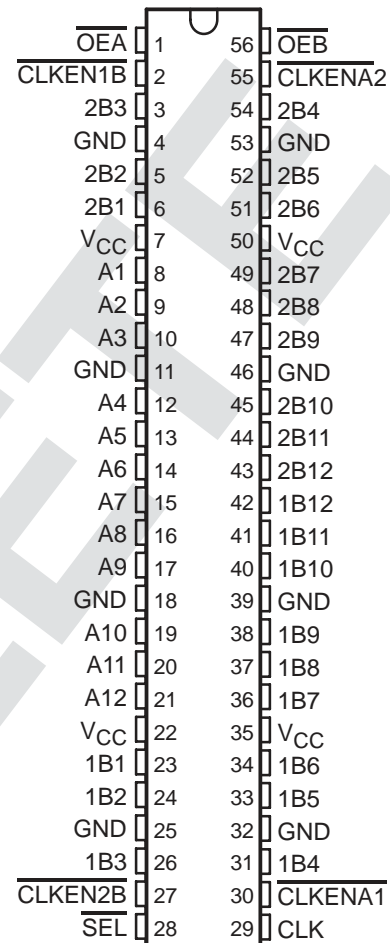 OEA 1 56 OEB
CLKEN1B 2 55 CLKENA2
2B3 3 54 2B4
GND 4 53 GND
2B2 5 52 2B5
2B1 6 51 2B6
VCC 7 50 VCC
A1 8 49 2B7
A2 9 48 2B8
A3 10 47 2B9
GND 11 46 GND
A4 12 45 2B10
A5 13 44 2B11
A6 14 43 2B12
A7 15 42 1B12
A8 16 41 1B11
A9 17 40 1B10
GND 18 39 GND
A10 19 38 1B9
A11 20 37 1B8
A12 21 36 1B7
VCC 22 35 VCC
1B1 23 34 1B6
1B2 24 33 1B5
GND 25 32 GND
1B3 26 31 1B4
CLKEN2B 27 30 CLKENA1
SEL 28 29 CLK